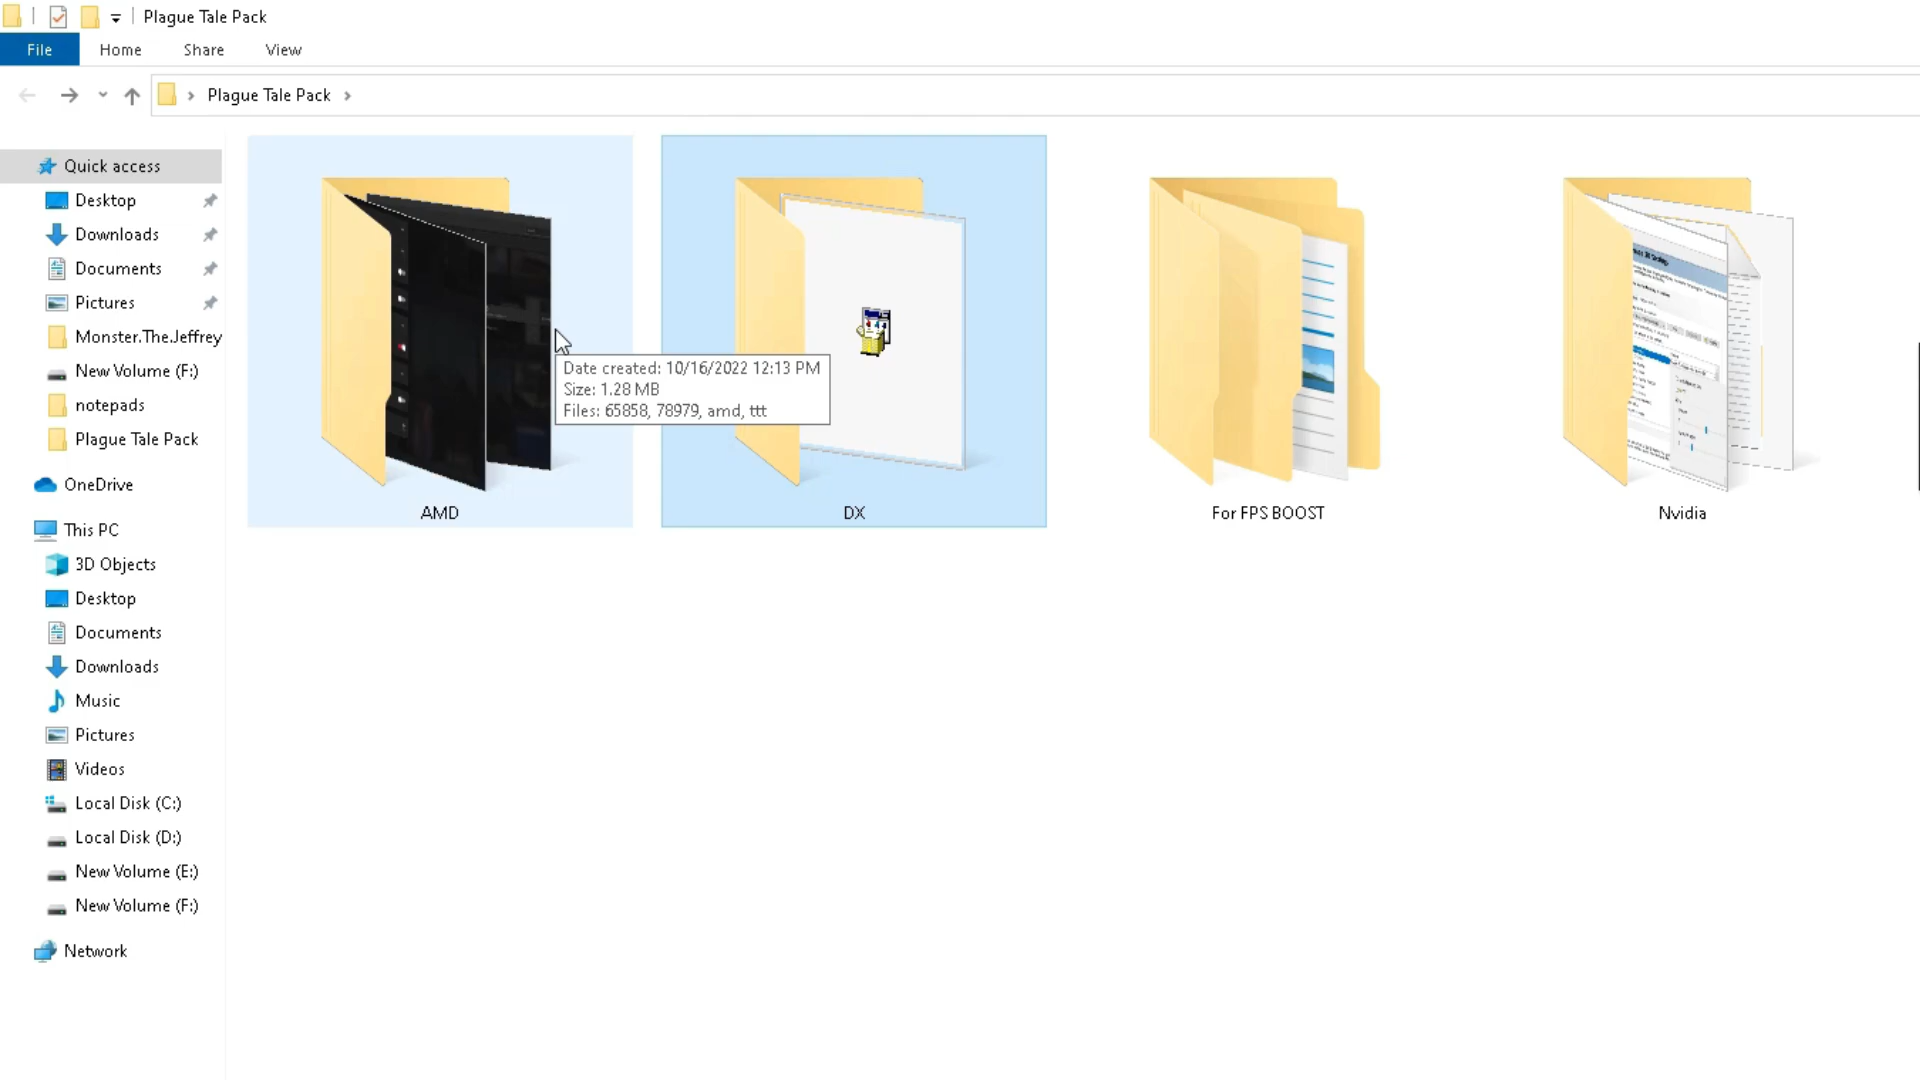 Plague Tale Pack
File Home Share View
Plague Tale Pack
Quick access
Desktop
Downloads
Documents
Pictures
Monster.The.Jeffrey
New Volume (F:)
notepads
Plague Tale Pack
OneDrive
This PC
3D Objects
Desktop
Documents
Downloads
Music
Pictures
Videos
Local Disk (C:)
Local Disk (D:)
New Volume (E:)
New Volume (F:)
Network
Date created: 10/16/2022 12:13 PM
Size: 1.28 MB
Files: 65858, 78979, amd, ttt
AMD
DX
For FPS BOOST
Nvidia